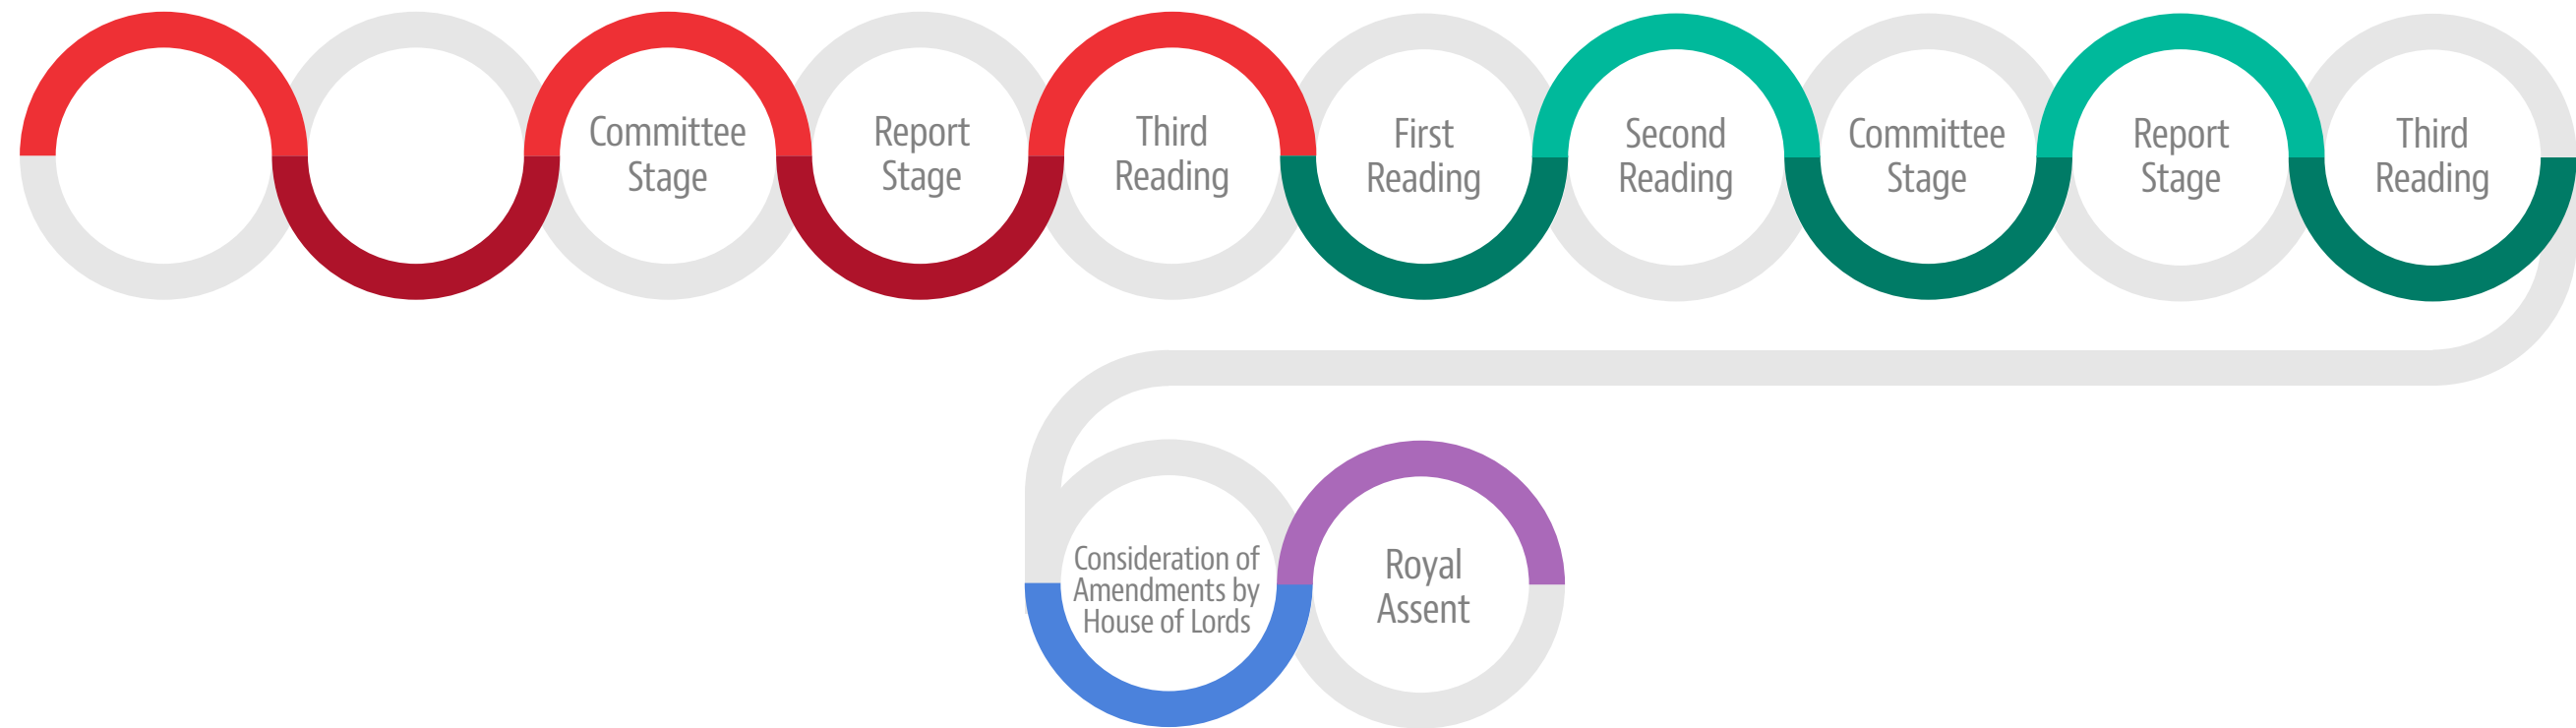 Committee
Stage
Report
Stage
Third
Reading
First
Reading
Second
Reading
Committee
Stage
Report
Stage
Third
Reading
Consideration of
Amendments by
House of Lords
Royal
Assent